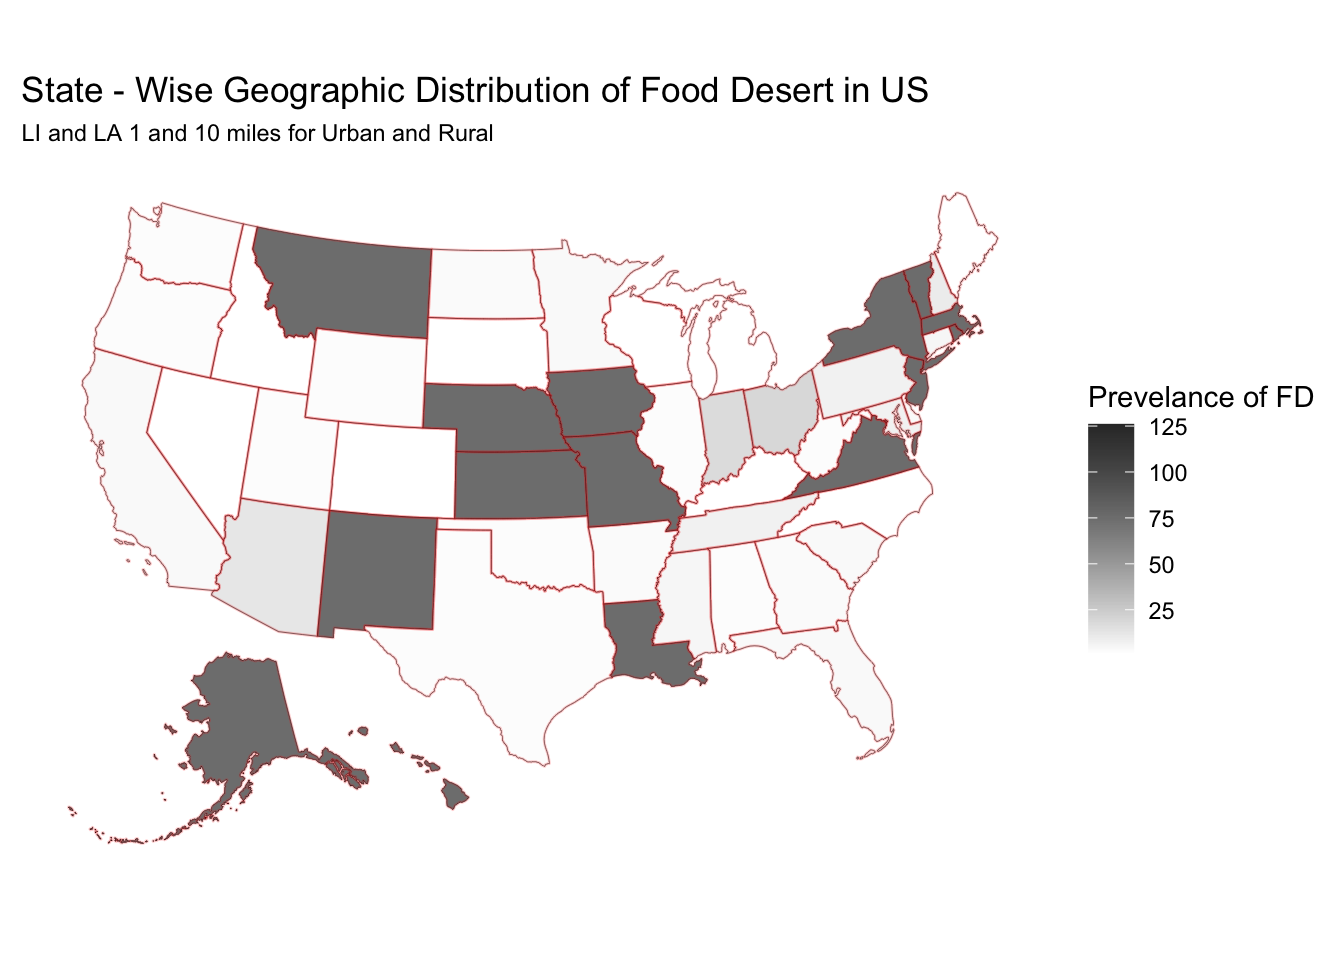 State - Wise Geographic Distribution of Food Desert in US
LI and LA 1 and 10 miles for Urban and Rural
Prevelance of FD
125
100
75
50
25